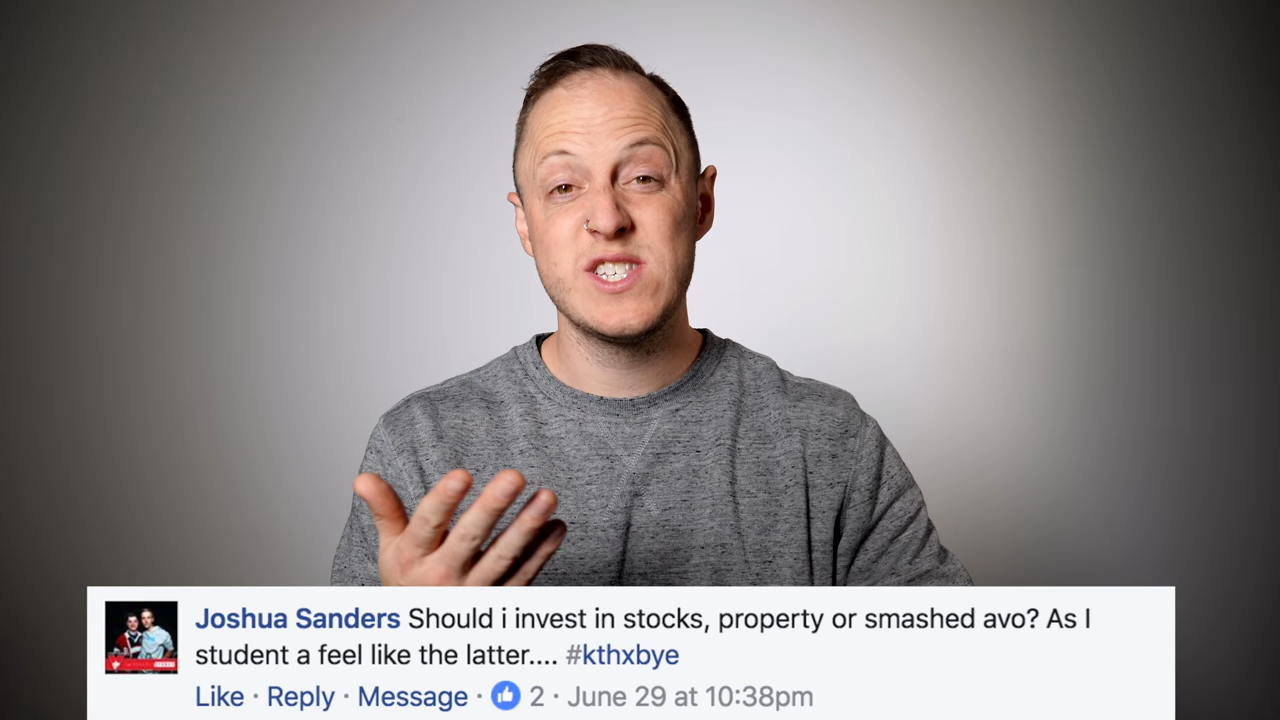 Joshua Sanders Should i invest in stocks, property or smashed avo? As I
student a feel like the latter.... #kthxbye
Like · Reply · Message · 2 · June 29 at 10:38pm